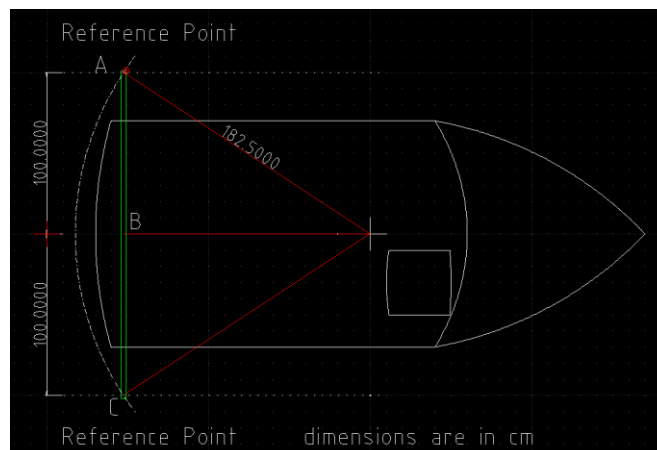 Reference Point
A
182.5000
100.0000
B
100.0000
C
Reference Point dimensions are in cm